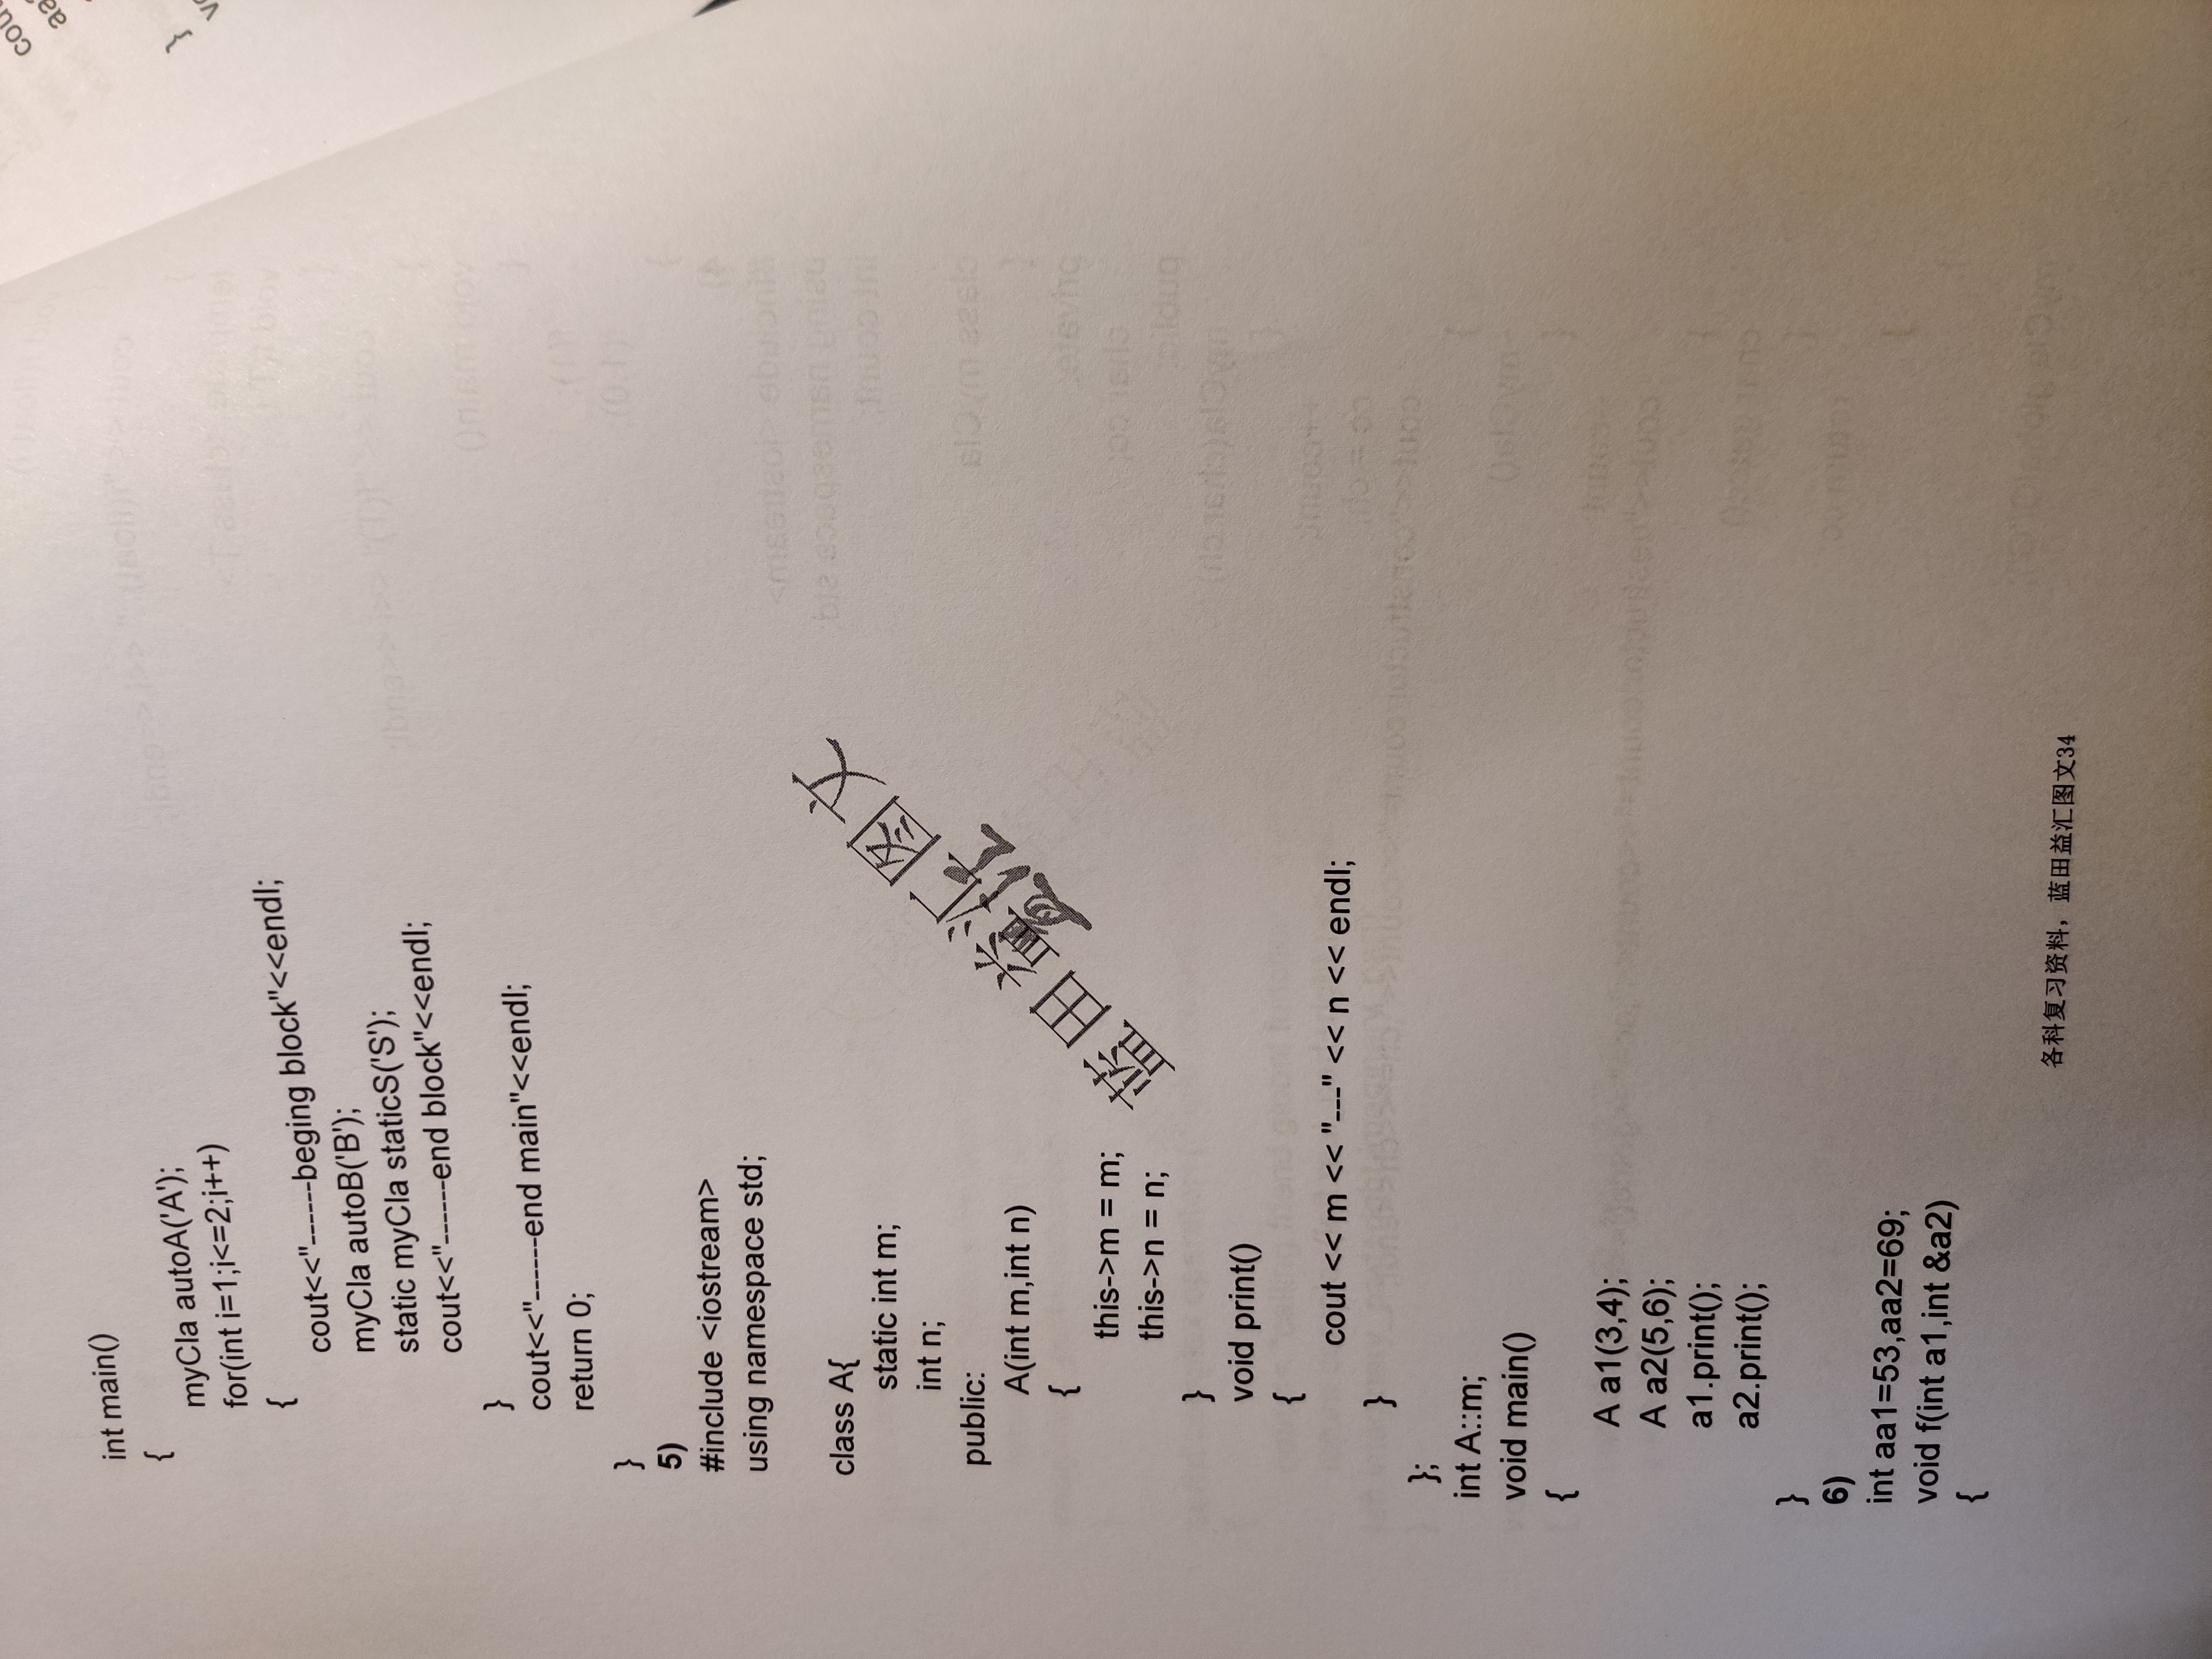 int main()
{
myCla autoA('A');
for(int i=1;i<=2;i++)
{
cout<<"------beging block"<<endl;
myCla autoB('B');
static myCla staticS('S');
cout<<"-------end block"<<endl;
}
cout<<"-------end main"<<endl;
return 0;
}
5)
#include <iostream>
using namespace std;
class A{
static int m;
int n;
public:
A(int m,int n)
{
this->m = m;
this->n = n;
}
void print()
{
cout << m << "---" << n << endl;
}
};
int A::m;
void main()
{
A a1(3,4);
A a2(5,6);
a1.print();
a2.print();
}
6)
int aa1=53,aa2=69;
void f(int a1,int &a2)
{
蓝田益汇图文
各科复习资料，蓝田益汇图文34